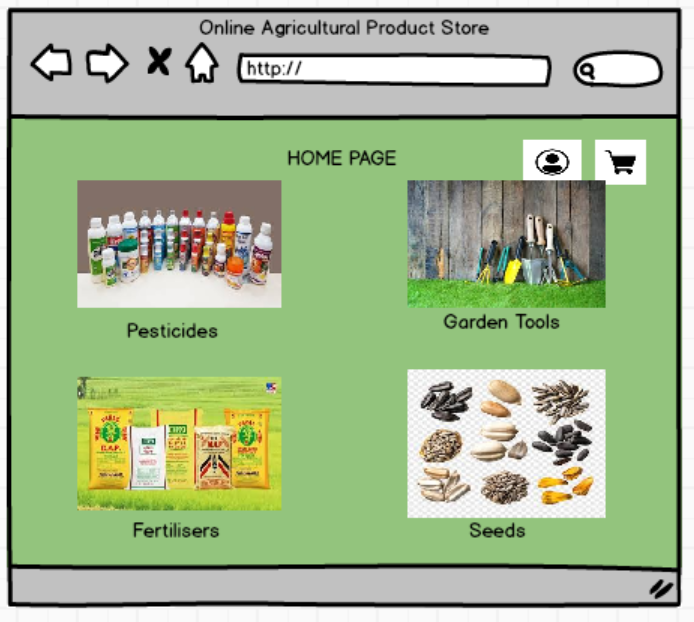 Online Agricultural Product Store
http://
HOME PAGE
Pesticides
Garden Tools
Fertilisers
Seeds